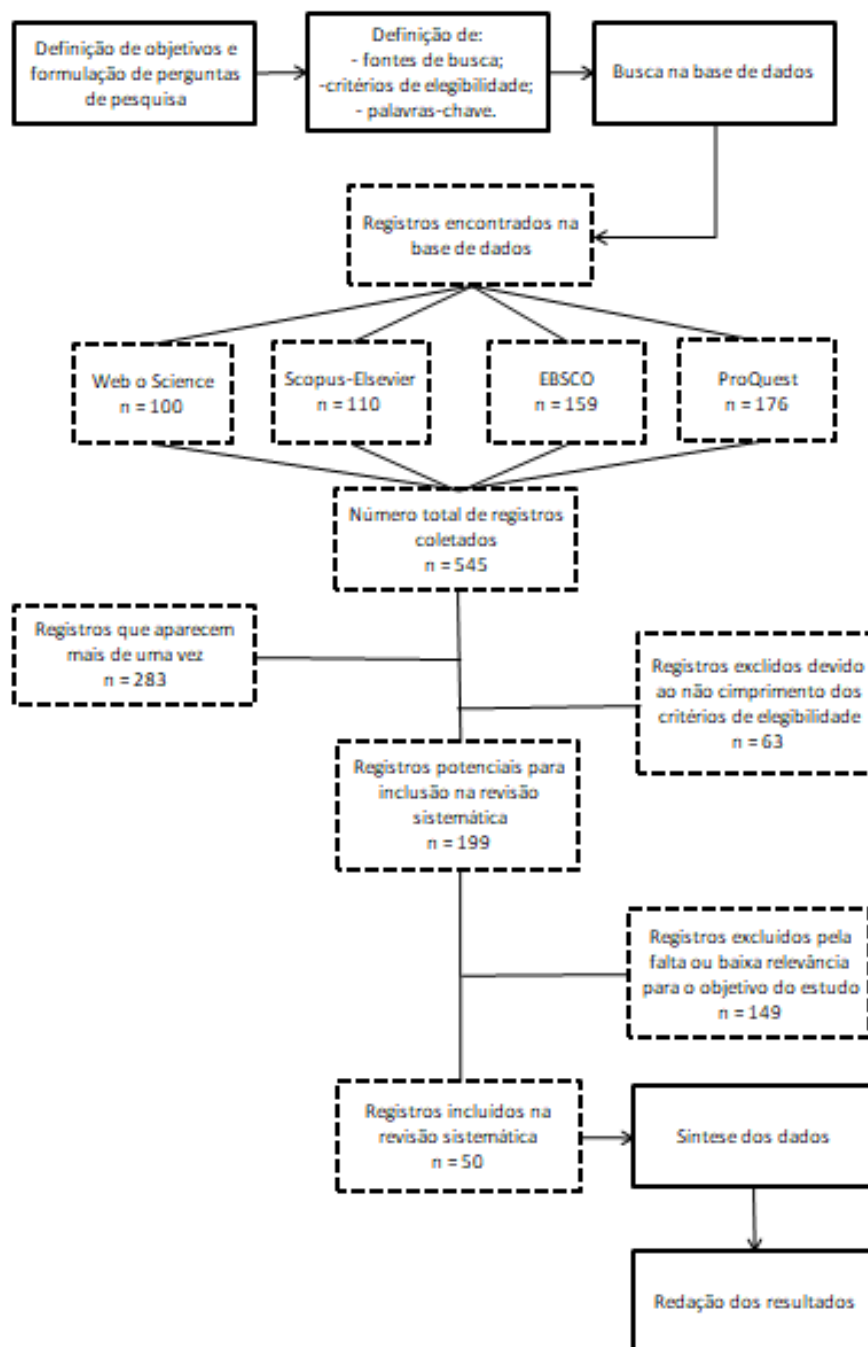 Definição de objetivos e
formulação de perguntas
de pesquisa
Definição de:
- fontes de busca;
-critérios de elegibilidade;
- palavras-chave.
Busca na base de dados
Registros encontrados na
base de dados
Web o Science
n = 100
Scopus-Elsevier
n = 110
EBSCO
n = 159
ProQuest
n = 176
Número total de registros
coletados
n = 545
Registros que aparecem
mais de uma vez
n = 283
Registros exclídos devido
ao não cimprimento dos
critérios de elegibilidade
n = 63
Registros potenciais para
inclusão na revisão
sistemática
n = 199
Registros excluídos pela
falta ou baixa relevância
para o objetivo do estudo
n = 149
Registros incluídos na
revisão sistemática
n = 50
Síntese dos dados
Redação dos resultados